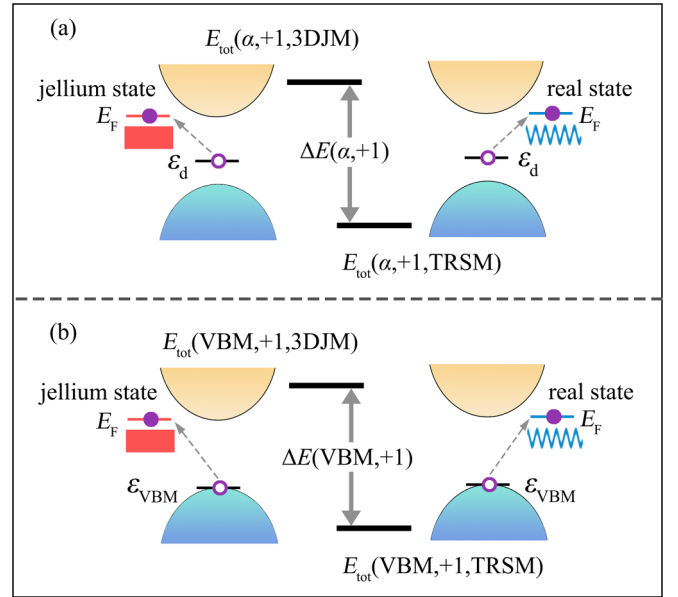 (a)
E_tot(α,+1,3DJM)
jellium state
E_F
ε_d
ΔE(α,+1)
real state
E_F
ε_d
E_tot(α,+1,TRSM)
(b)
E_tot(VBM,+1,3DJM)
jellium state
E_F
ε_VBM
ΔE(VBM,+1)
real state
E_F
ε_VBM
E_tot(VBM,+1,TRSM)